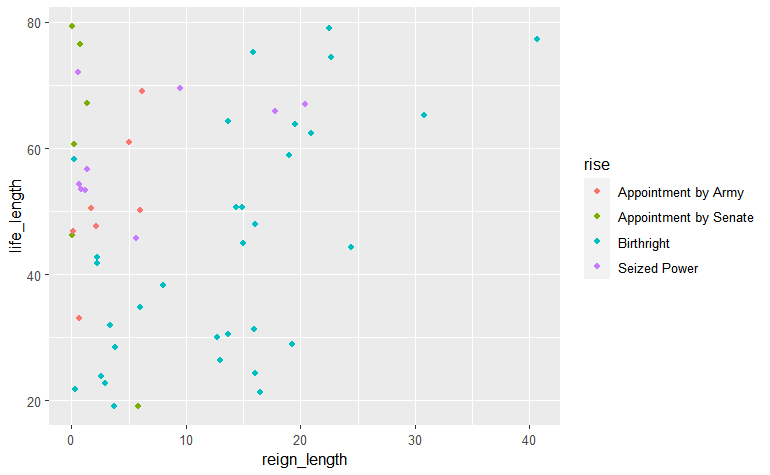 80
60
40
20
life_length
0
10
20
30
40
reign_length
rise
Appointment by Army
Appointment by Senate
Birthright
Seized Power